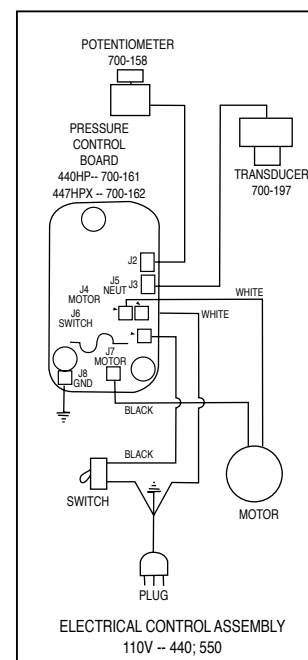 POTENTIOMETER
700-158
PRESSURE
CONTROL
BOARD
440HP-- 700-161
447HPX -- 700-162
TRANSDUCER
700-197
J2
J3
J5
NEUT
J4
MOTOR
J6
SWITCH
WHITE
WHITE
J7
MOTOR
J8
GND
BLACK
BLACK
SWITCH
MOTOR
PLUG
ELECTRICAL CONTROL ASSEMBLY
110V -- 440; 550